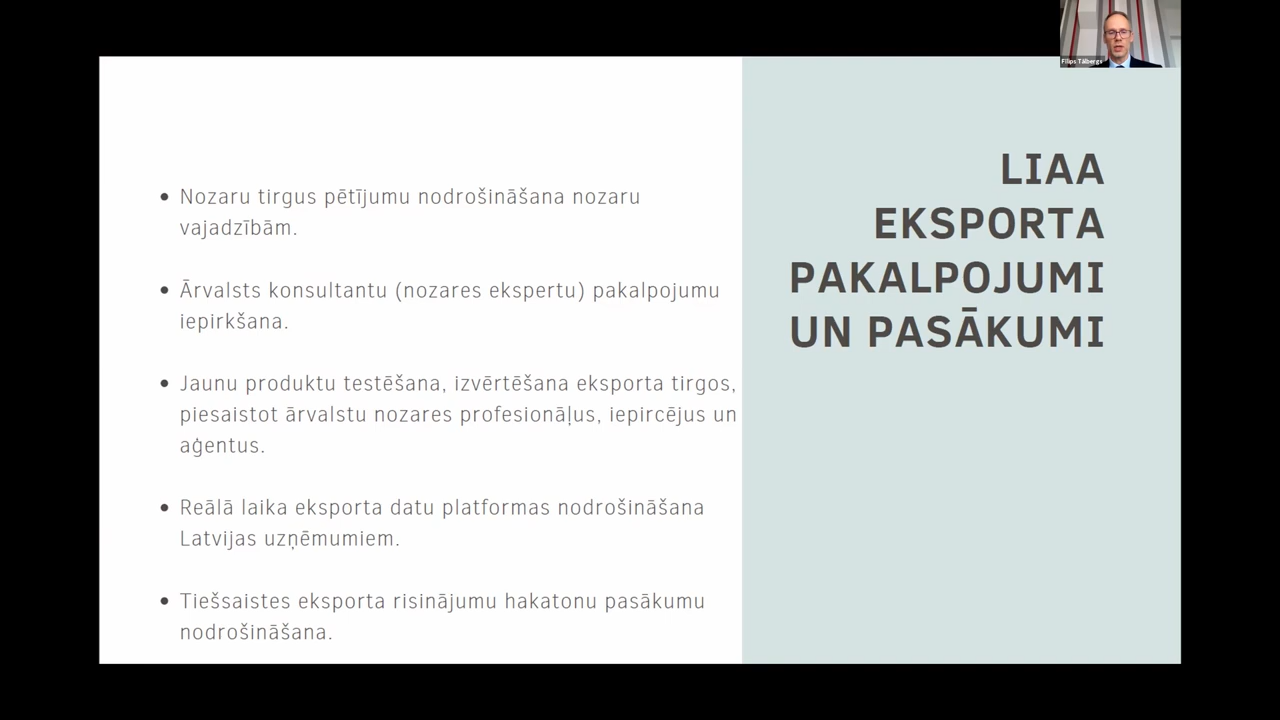 Filips Tālbergs
LIAA
EKSPORTA
PAKALPOJUMI
UN PASĀKUMI
• Nozaru tirgus pētījumu nodrošināšana nozaru
vajadzībām.
• Ārvalsts konsultantu (nozares ekspertu) pakalpojumu
iepirkšana.
• Jaunu produktu testēšana, izvērtēšana eksporta tirgos,
piesaistot ārvalstu nozares profesionāļus, iepircējus un
aģentus.
• Reālā laika eksporta datu platformas nodrošināšana
Latvijas uzņēmumiem.
• Tiešsaistes eksporta risinājumu hakatonu pasākumu
nodrošināšana.